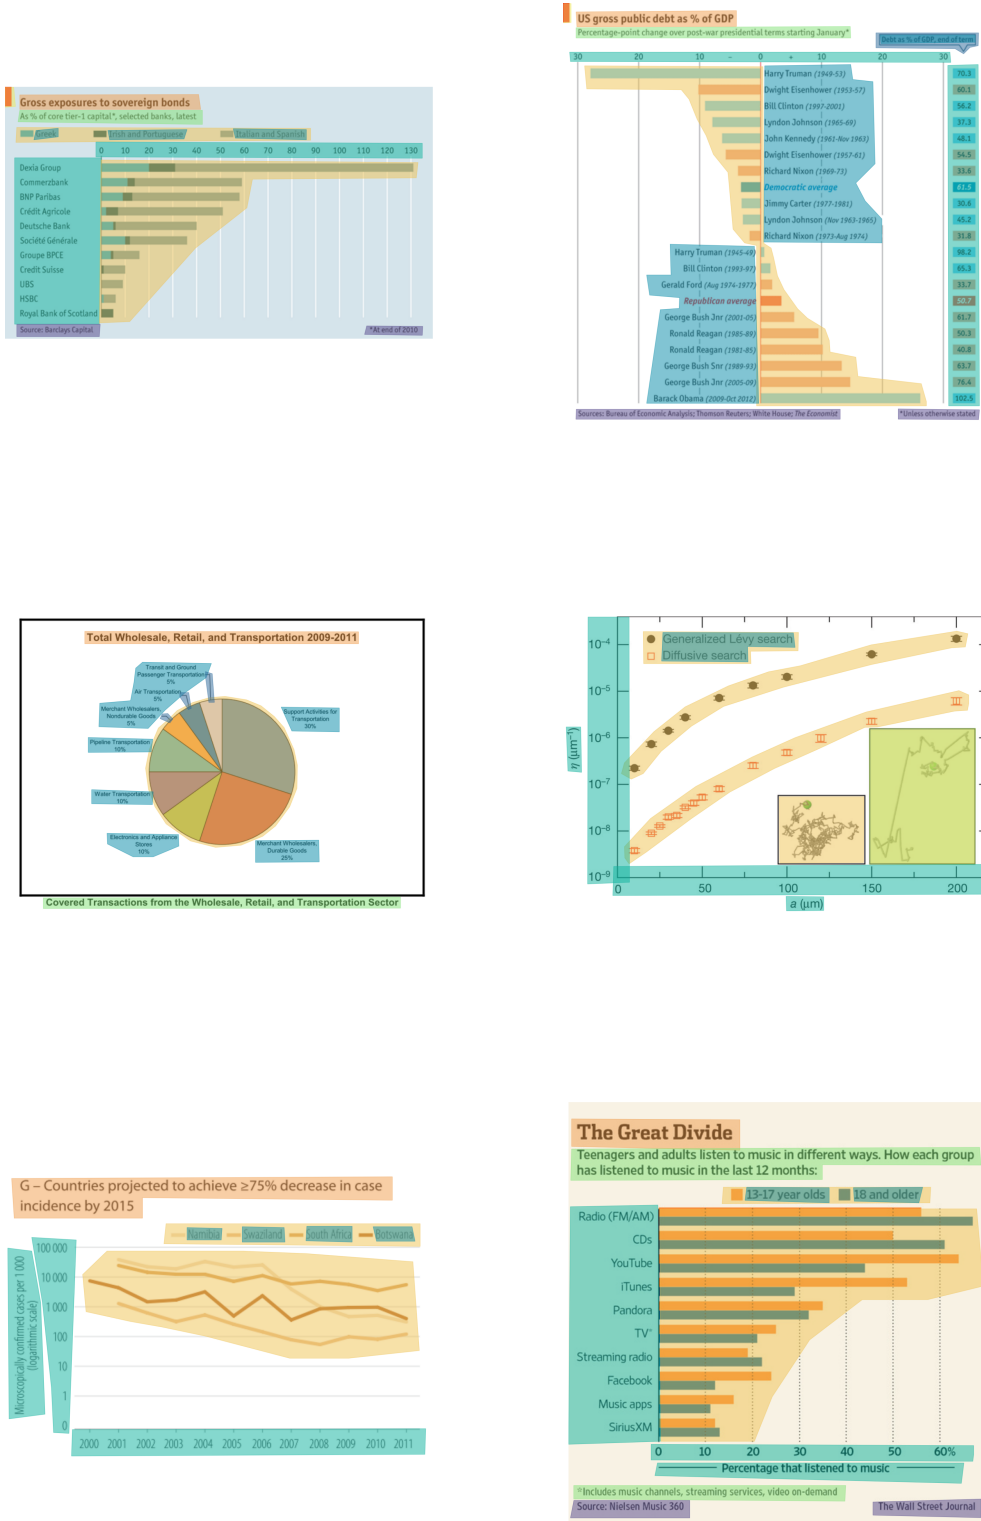 Gross exposures to sovereign bonds
As % of core tier-1 capital*, selected banks, latest
Greek Irish and Portuguese Italian and Spanish
0 10 20 30 40 50 60 70 80 90 100 110 120 130
Dexia Group
Commerzbank
BNP Paribas
Crédit Agricole
Deutsche Bank
Société Générale
Groupe BPCE
Credit Suisse
UBS
HSBC
Royal Bank of Scotland
Source: Barclays Capital *At end of 2010
US gross public debt as % of GDP
Percentage-point change over post-war presidential terms starting January*
Debt as % of GDP, end of term
30 20 10 – 0 + 10 20 30
Harry Truman (1949-53) 70.3
Dwight Eisenhower (1953-57) 60.1
Bill Clinton (1997-2001) 56.2
Lyndon Johnson (1965-69) 37.3
John Kennedy (1961-Nov 1963) 48.1
Dwight Eisenhower (1957-61) 54.5
Richard Nixon (1969-73) 33.6
Democratic average 61.5
Jimmy Carter (1977-1981) 30.6
Lyndon Johnson (Nov 1963-1965) 45.2
Richard Nixon (1973-Aug 1974) 31.8
Harry Truman (1945-49) 98.2
Bill Clinton (1993-97) 65.3
Gerald Ford (Aug 1974-1977) 33.7
Republican average 50.7
George Bush Jnr (2001-05) 61.7
Ronald Reagan (1985-89) 50.3
Ronald Reagan (1981-85) 40.8
George Bush Snr (1989-93) 63.7
George Bush Jnr (2005-09) 76.4
Barack Obama (2009-Oct 2012) 102.5
Sources: Bureau of Economic Analysis; Thomson Reuters; White House; The Economist *Unless otherwise stated
Total Wholesale, Retail, and Transportation 2009-2011
Transit and Ground
Passenger Transportation
5%
Air Transportation
5%
Merchant Wholesalers,
Nondurable Goods
5%
Pipeline Transportation
10%
Water Transportation
10%
Electronics and Appliance
Stores
10%
Support Activities for
Transportation
30%
Merchant Wholesalers,
Durable Goods
25%
Covered Transactions from the Wholesale, Retail, and Transportation Sector
Generalized Lévy search
Diffusive search
η (μm⁻¹)
10⁻⁴
10⁻⁵
10⁻⁶
10⁻⁷
10⁻⁸
10⁻⁹
0 50 100 150 200
a (μm)
G – Countries projected to achieve ≥75% decrease in case
incidence by 2015
Namibia Swaziland South Africa Botswana
Microscopically confirmed cases per 1 000
(logarithmic scale)
100 000
10 000
1 000
100
10
1
0
2000 2001 2002 2003 2004 2005 2006 2007 2008 2009 2010 2011
The Great Divide
Teenagers and adults listen to music in different ways. How each group
has listened to music in the last 12 months:
13-17 year olds 18 and older
Radio (FM/AM)
CDs
YouTube
iTunes
Pandora
TV*
Streaming radio
Facebook
Music apps
SiriusXM
0 10 20 30 40 50 60%
Percentage that listened to music
*Includes music channels, streaming services, video on-demand
Source: Nielsen Music 360 The Wall Street Journal